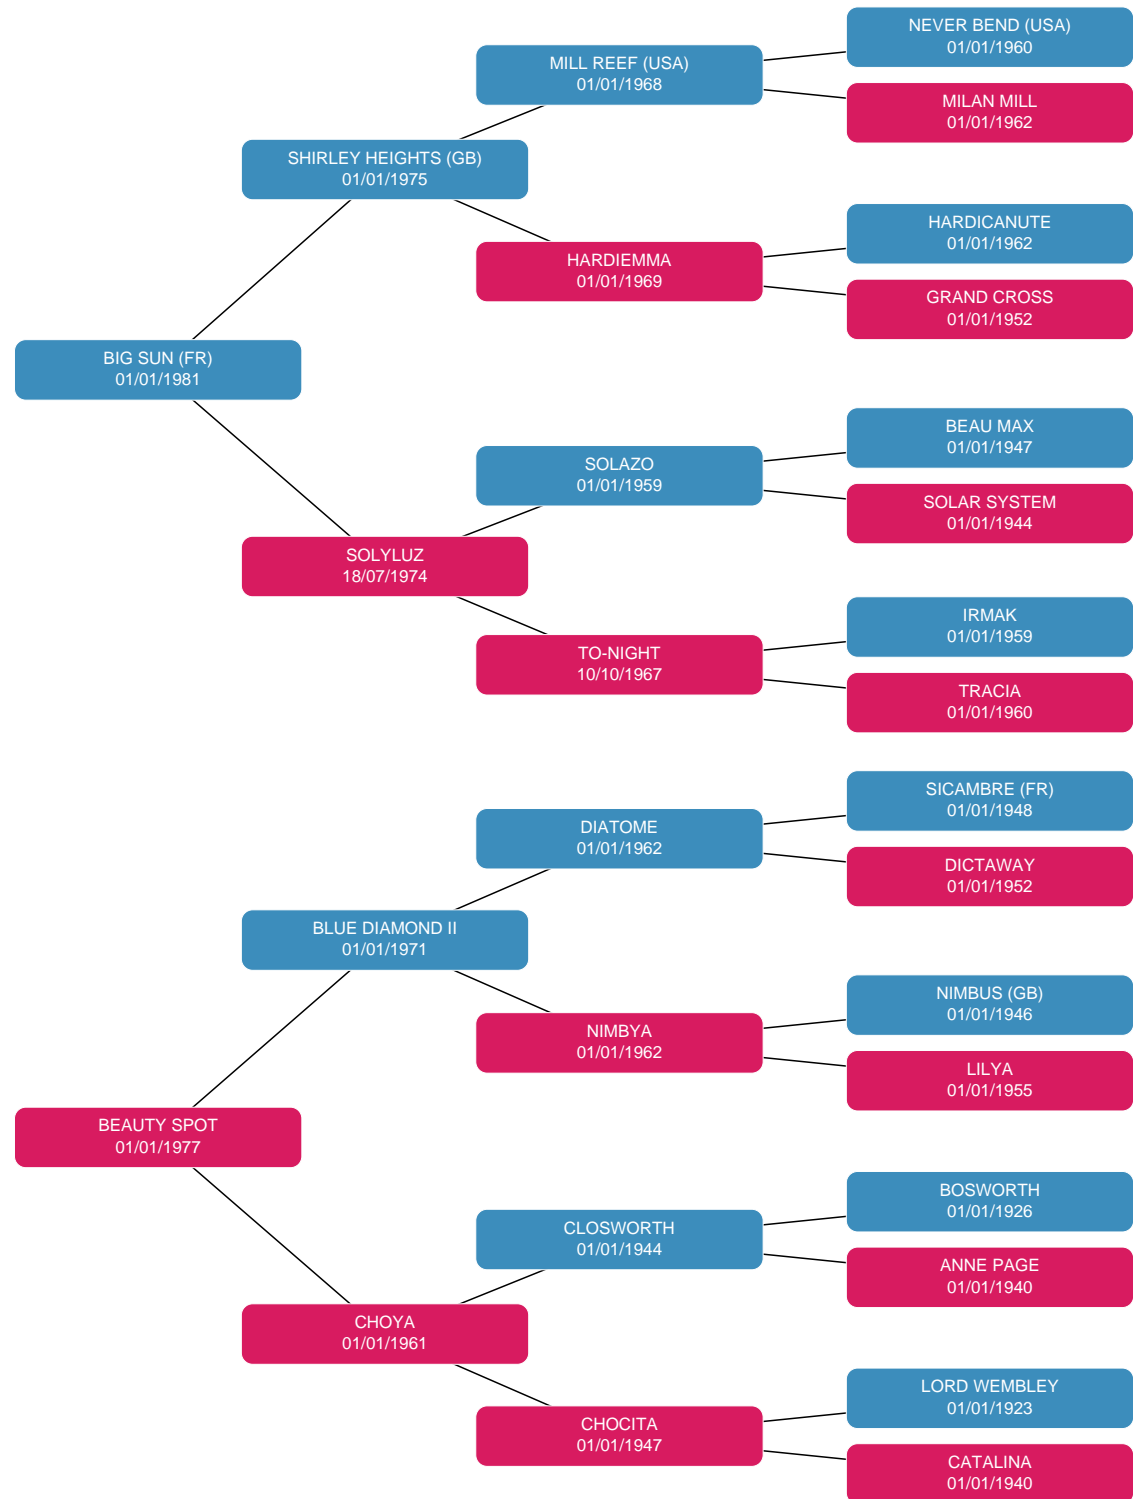 NEVER BEND (USA)
01/01/1960
MILL REEF (USA)
01/01/1968
MILAN MILL
01/01/1962
SHIRLEY HEIGHTS (GB)
01/01/1975
HARDICANUTE
01/01/1962
HARDIEMMA
01/01/1969
GRAND CROSS
01/01/1952
BIG SUN (FR)
01/01/1981
BEAU MAX
01/01/1947
SOLAZO
01/01/1959
SOLAR SYSTEM
01/01/1944
SOLYLUZ
18/07/1974
IRMAK
01/01/1959
TO-NIGHT
10/10/1967
TRACIA
01/01/1960
SICAMBRE (FR)
01/01/1948
DIATOME
01/01/1962
DICTAWAY
01/01/1952
BLUE DIAMOND II
01/01/1971
NIMBUS (GB)
01/01/1946
NIMBYA
01/01/1962
LILYA
01/01/1955
BEAUTY SPOT
01/01/1977
BOSWORTH
01/01/1926
CLOSWORTH
01/01/1944
ANNE PAGE
01/01/1940
CHOYA
01/01/1961
LORD WEMBLEY
01/01/1923
CHOCITA
01/01/1947
CATALINA
01/01/1940